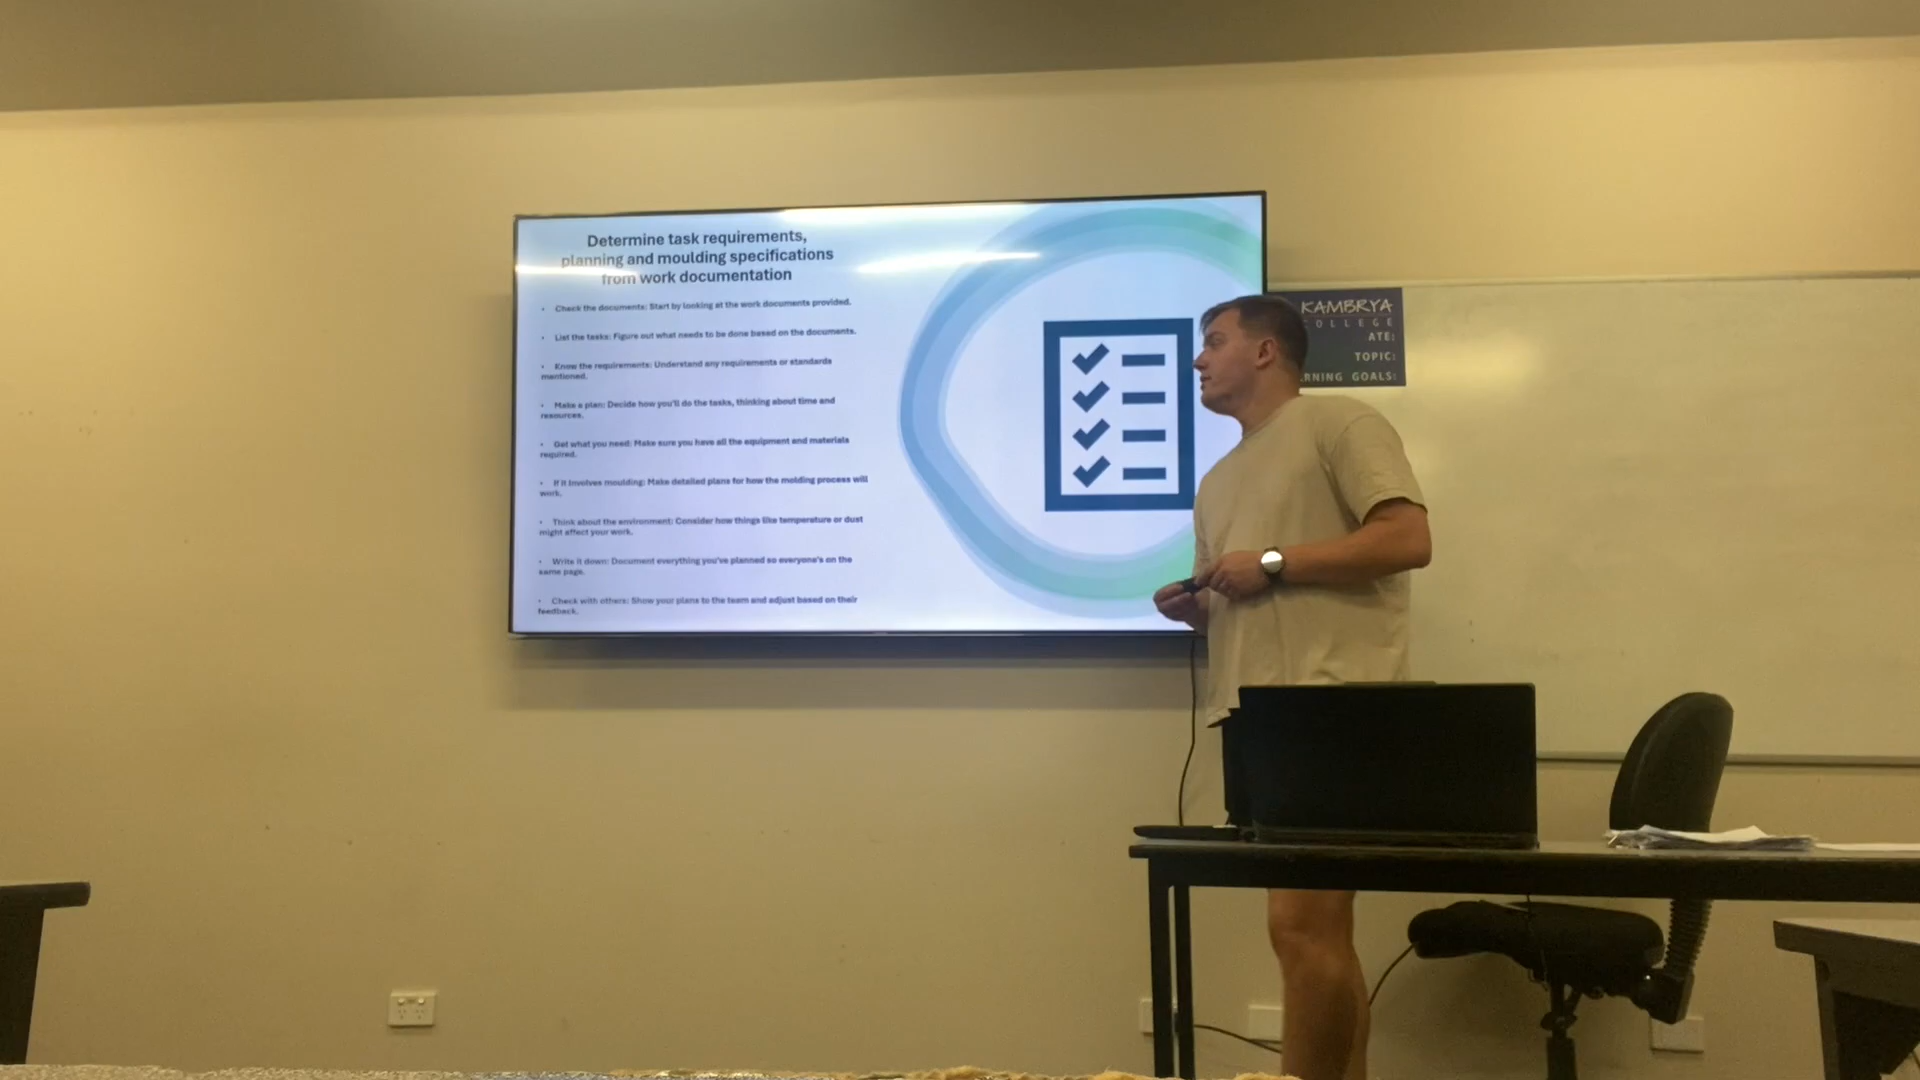 Determine task requirements,
planning and moulding specifications
from work documentation
• Check the documents: Start by looking at the work documents provided.
• List the tasks: Figure out what needs to be done based on the documents.
• Know the requirements: Understand any requirements or standards
mentioned.
• Make a plan: Decide how you'll do the tasks, thinking about time and
resources.
• Get what you need: Make sure you have all the equipment and materials
required.
• If it involves moulding: Make detailed plans for how the molding process will
work.
• Think about the environment: Consider how things like temperature or dust
might affect your work.
• Write it down: Document everything you've planned so everyone's on the
same page.
• Check with others: Show your plans to the team and adjust based on their
feedback.
KAMBRYA
OLLEGE
ATE:
TOPIC:
RNING GOALS: